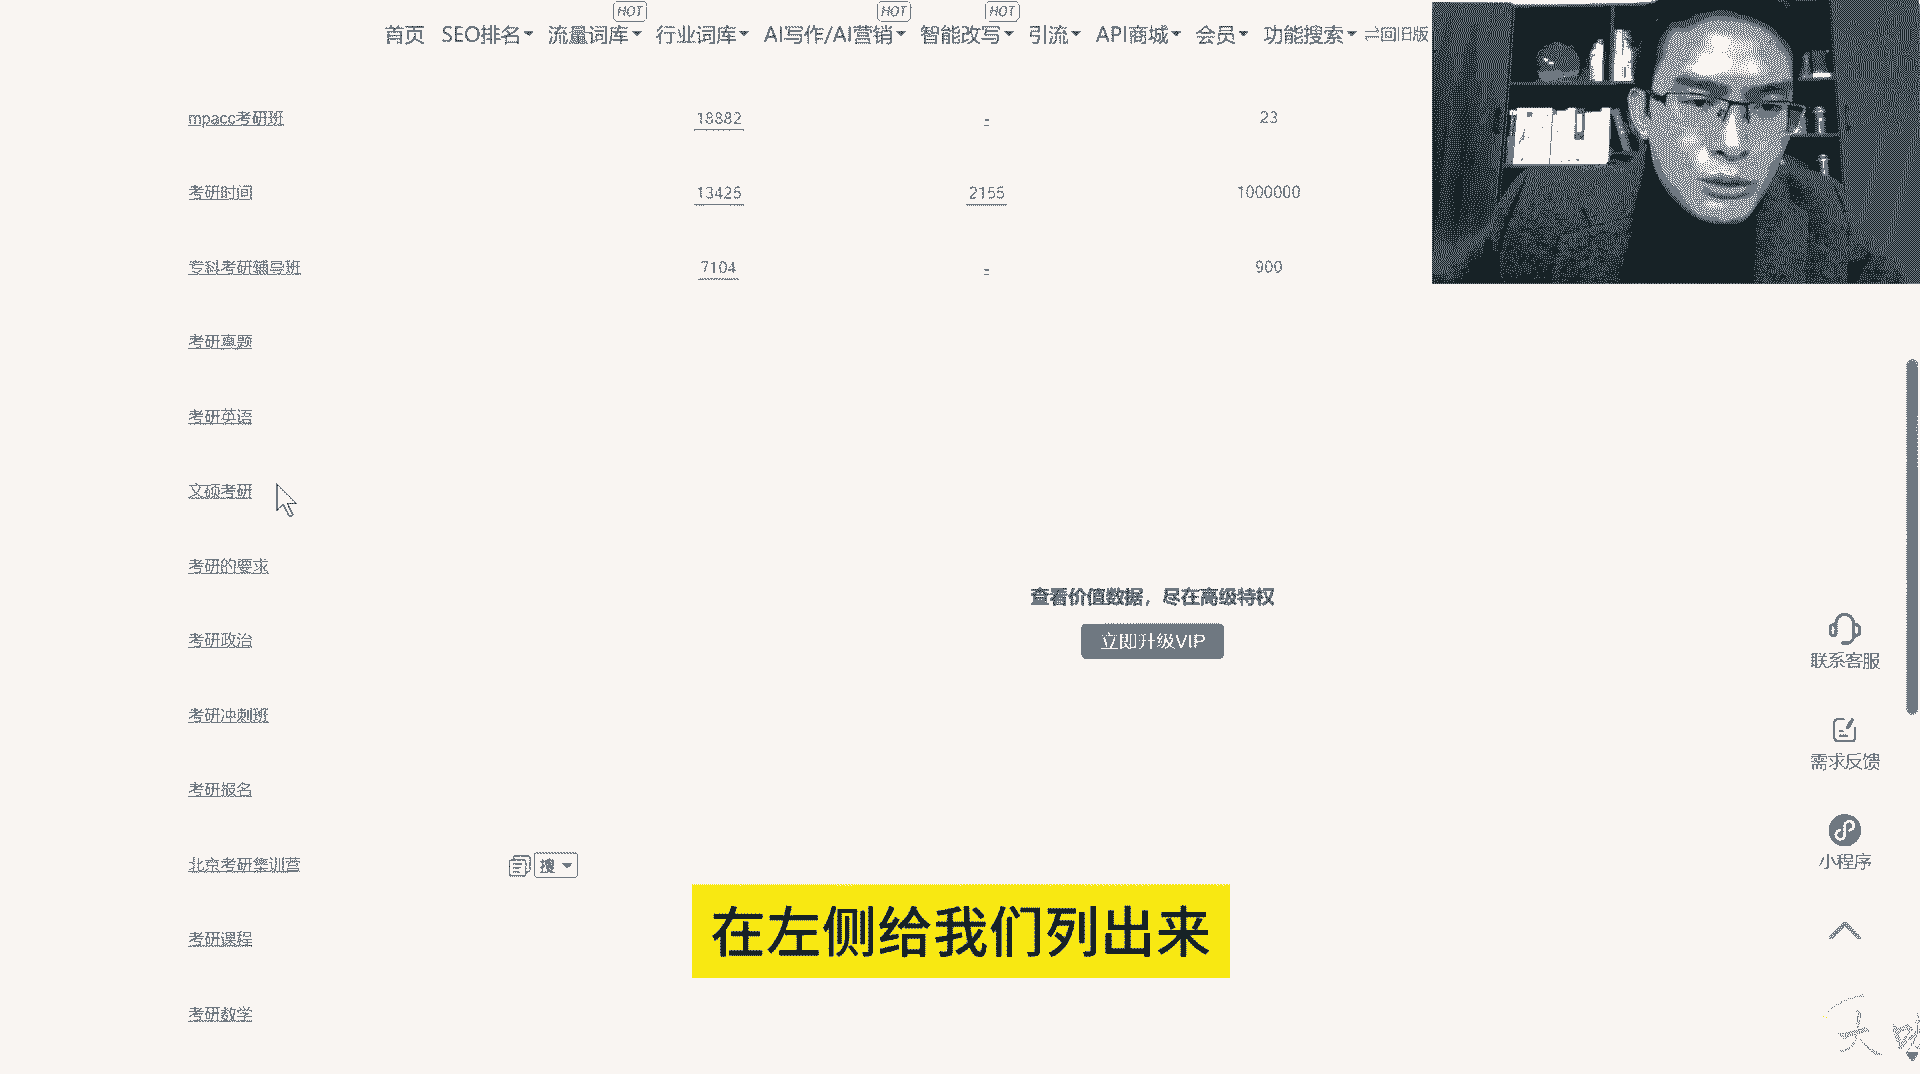 HOT HOT HOT
首页 SEO排名 流量词库 行业词库 AI写作/AI营销 智能改写 引流 API商城 会员 功能搜索 回旧版
mpacc考研班 18882 - 23
考研时间 13425 2155 1000000
专科考研辅导班 7104 - 900
考研真题
考研英语
文硕考研
考研的要求
查看价值数据，尽在高级特权
立即升级VIP
考研政治
联系客服
考研冲刺班
需求反馈
考研报名
北京考研集训营 搜
小程序
考研课程
在左侧给我们列出来
考研数学